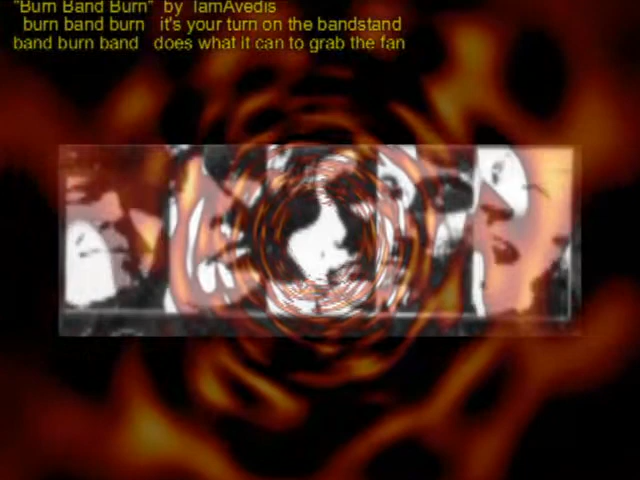 "Burn Band Burn" by TamAvedis
burn band burn it's your turn on the bandstand
band burn band does what it can to grab the fan